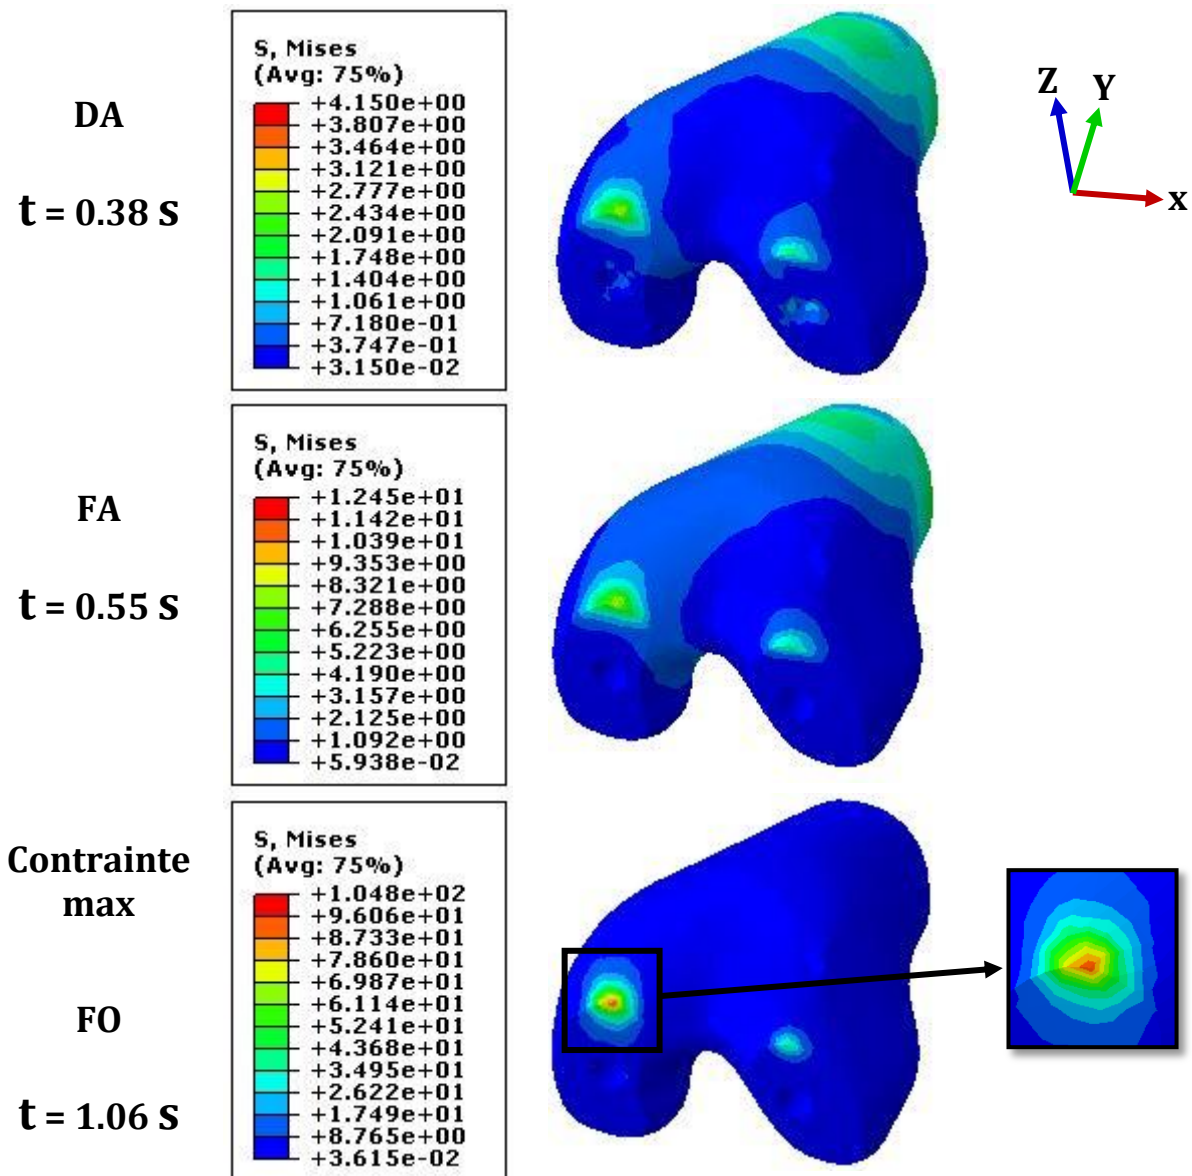 DA
t = 0.38 s
S, Mises
(Avg: 75%)
+4.150e+00
+3.807e+00
+3.464e+00
+3.121e+00
+2.777e+00
+2.434e+00
+2.091e+00
+1.748e+00
+1.404e+00
+1.061e+00
+7.180e-01
+3.747e-01
+3.150e-02
Z
Y
x
FA
t = 0.55 s
S, Mises
(Avg: 75%)
+1.245e+01
+1.142e+01
+1.039e+01
+9.353e+00
+8.321e+00
+7.288e+00
+6.255e+00
+5.223e+00
+4.190e+00
+3.157e+00
+2.125e+00
+1.092e+00
+5.938e-02
Contrainte
max
FO
t = 1.06 s
S, Mises
(Avg: 75%)
+1.048e+02
+9.606e+01
+8.733e+01
+7.860e+01
+6.987e+01
+6.114e+01
+5.241e+01
+4.368e+01
+3.495e+01
+2.622e+01
+1.749e+01
+8.765e+00
+3.615e-02